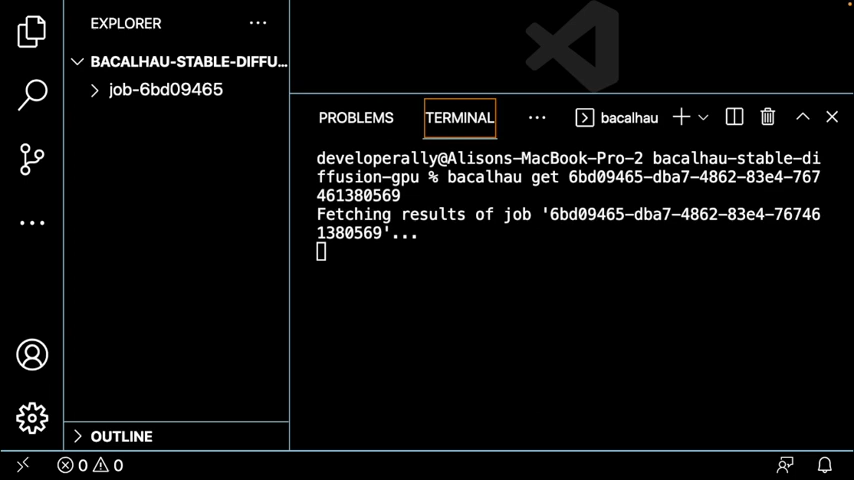 EXPLORER
BACALHAU-STABLE-DIFFU...
job-6bd09465
OUTLINE
PROBLEMS
TERMINAL
bacalhau
developerally@Alisons-MacBook-Pro-2 bacalhau-stable-di
ffusion-gpu % bacalhau get 6bd09465-dba7-4862-83e4-767
461380569
Fetching results of job '6bd09465-dba7-4862-83e4-76746
1380569'...
0 0